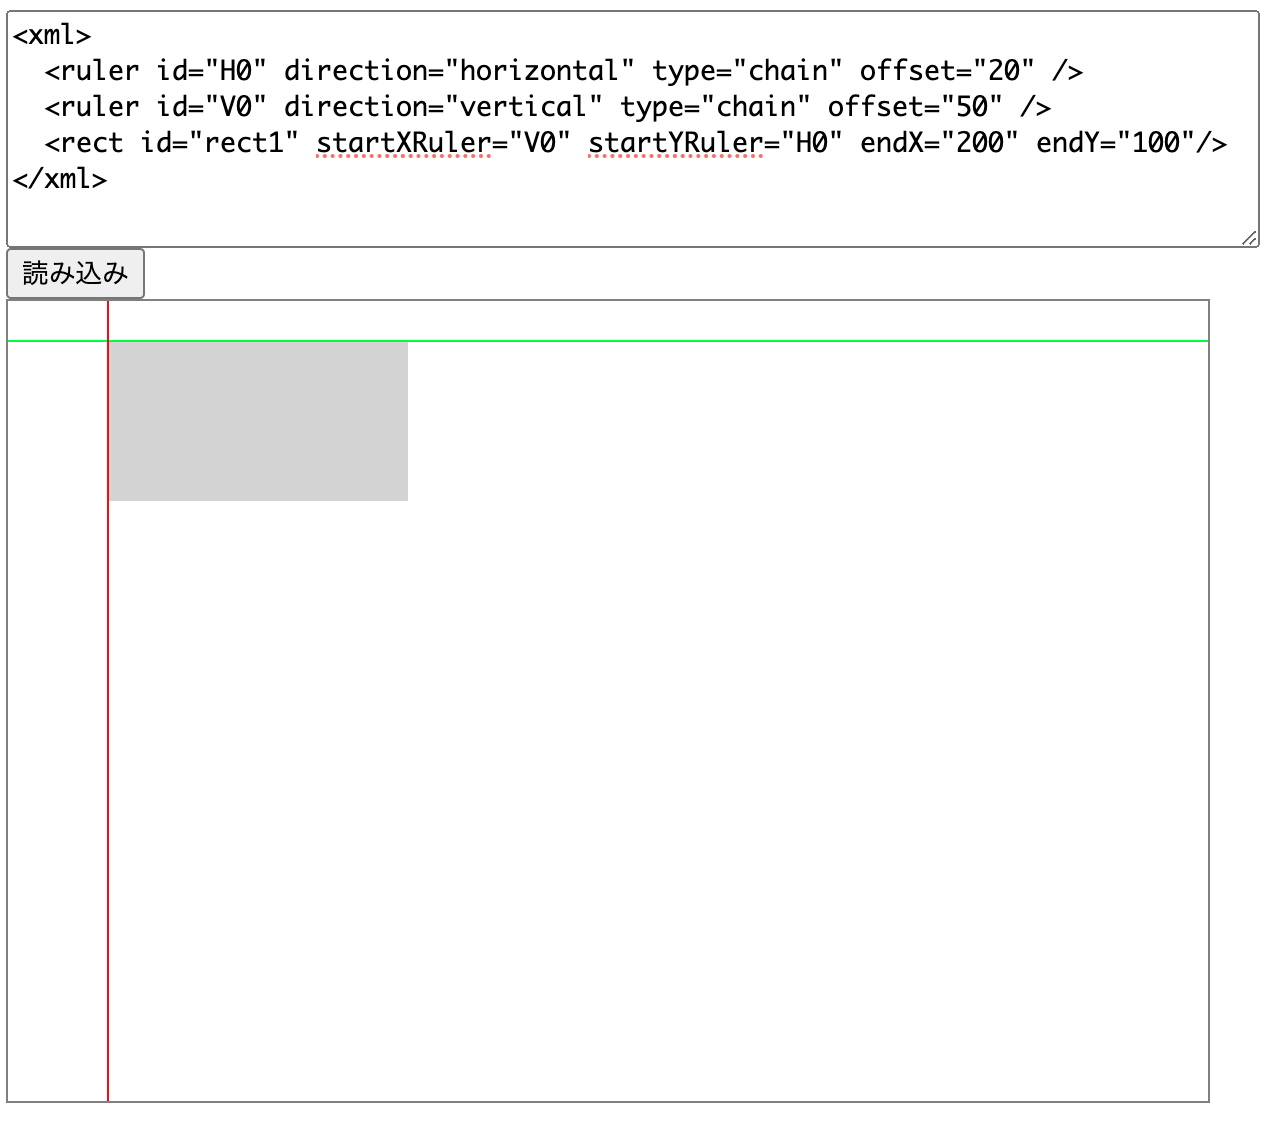 <xml>
  <ruler id="H0" direction="horizontal" type="chain" offset="20" />
  <ruler id="V0" direction="vertical" type="chain" offset="50" />
  <rect id="rect1" startXRuler="V0" startYRuler="H0" endX="200" endY="100"/>
</xml>
読み込み